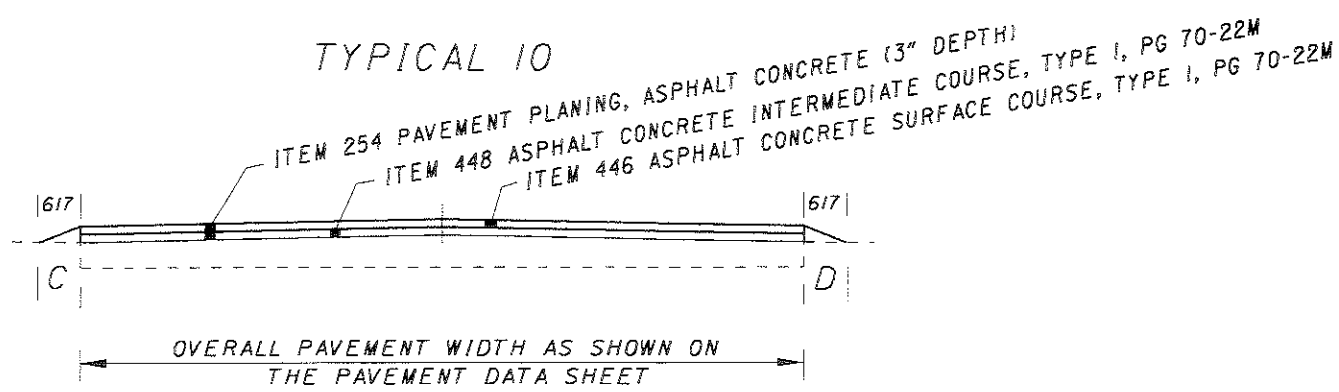 TYPICAL 10
ITEM 254 PAVEMENT PLANING, ASPHALT CONCRETE (3" DEPTH)
ITEM 448 ASPHALT CONCRETE INTERMEDIATE COURSE, TYPE 1, PG 70-22M
ITEM 446 ASPHALT CONCRETE SURFACE COURSE, TYPE 1, PG 70-22M
617 617
C D
OVERALL PAVEMENT WIDTH AS SHOWN ON
THE PAVEMENT DATA SHEET